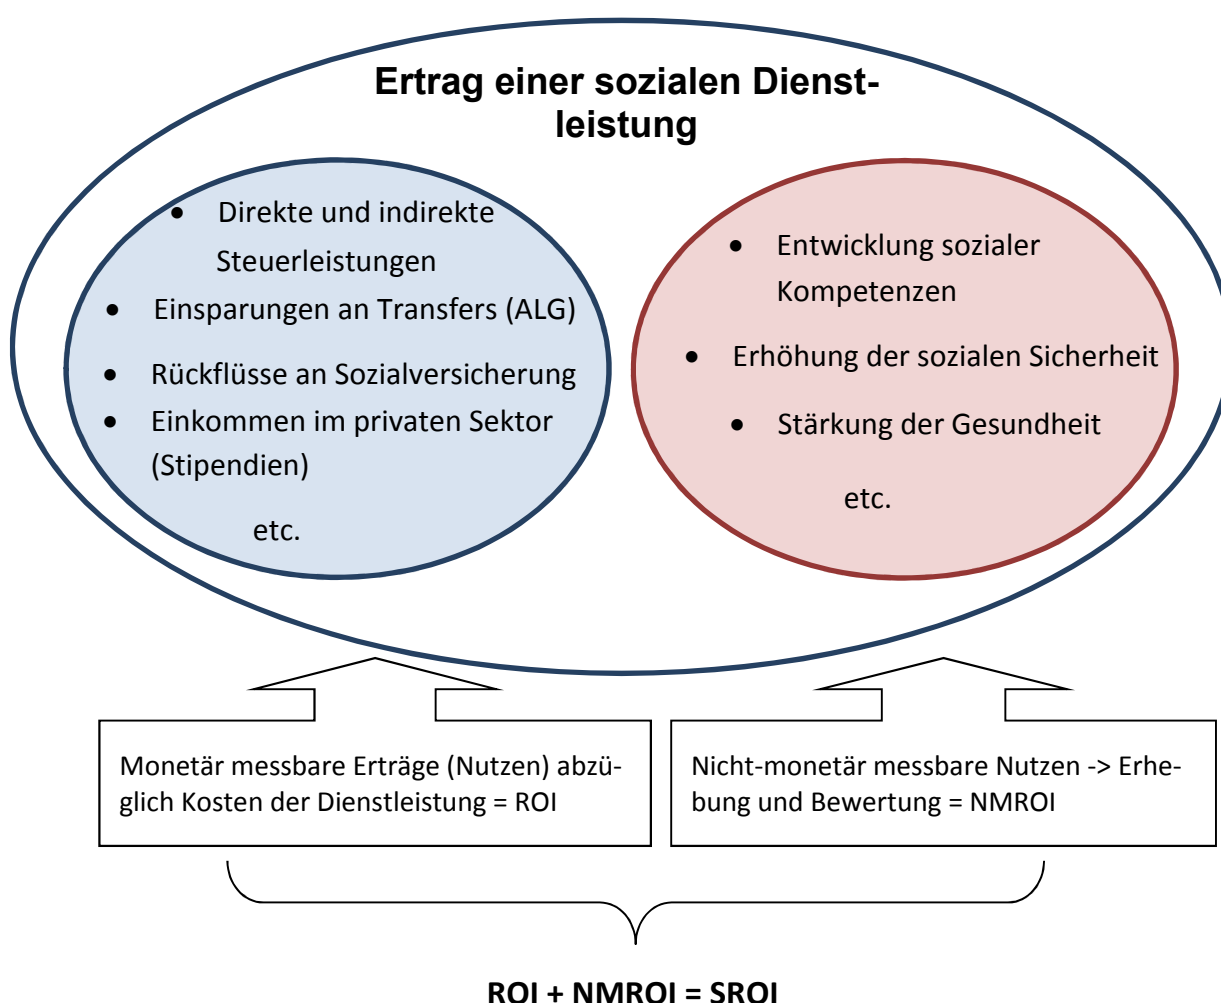 Ertrag einer sozialen Dienst-
leistung
• Direkte und indirekte
Steuerleistungen
• Einsparungen an Transfers (ALG)
• Rückflüsse an Sozialversicherung
• Einkommen im privaten Sektor
(Stipendien)
etc.
• Entwicklung sozialer
Kompetenzen
• Erhöhung der sozialen Sicherheit
• Stärkung der Gesundheit
etc.
Monetär messbare Erträge (Nutzen) abzü-
glich Kosten der Dienstleistung = ROI
Nicht-monetär messbare Nutzen -> Erhe-
bung und Bewertung = NMROI
ROI + NMROI = SROI